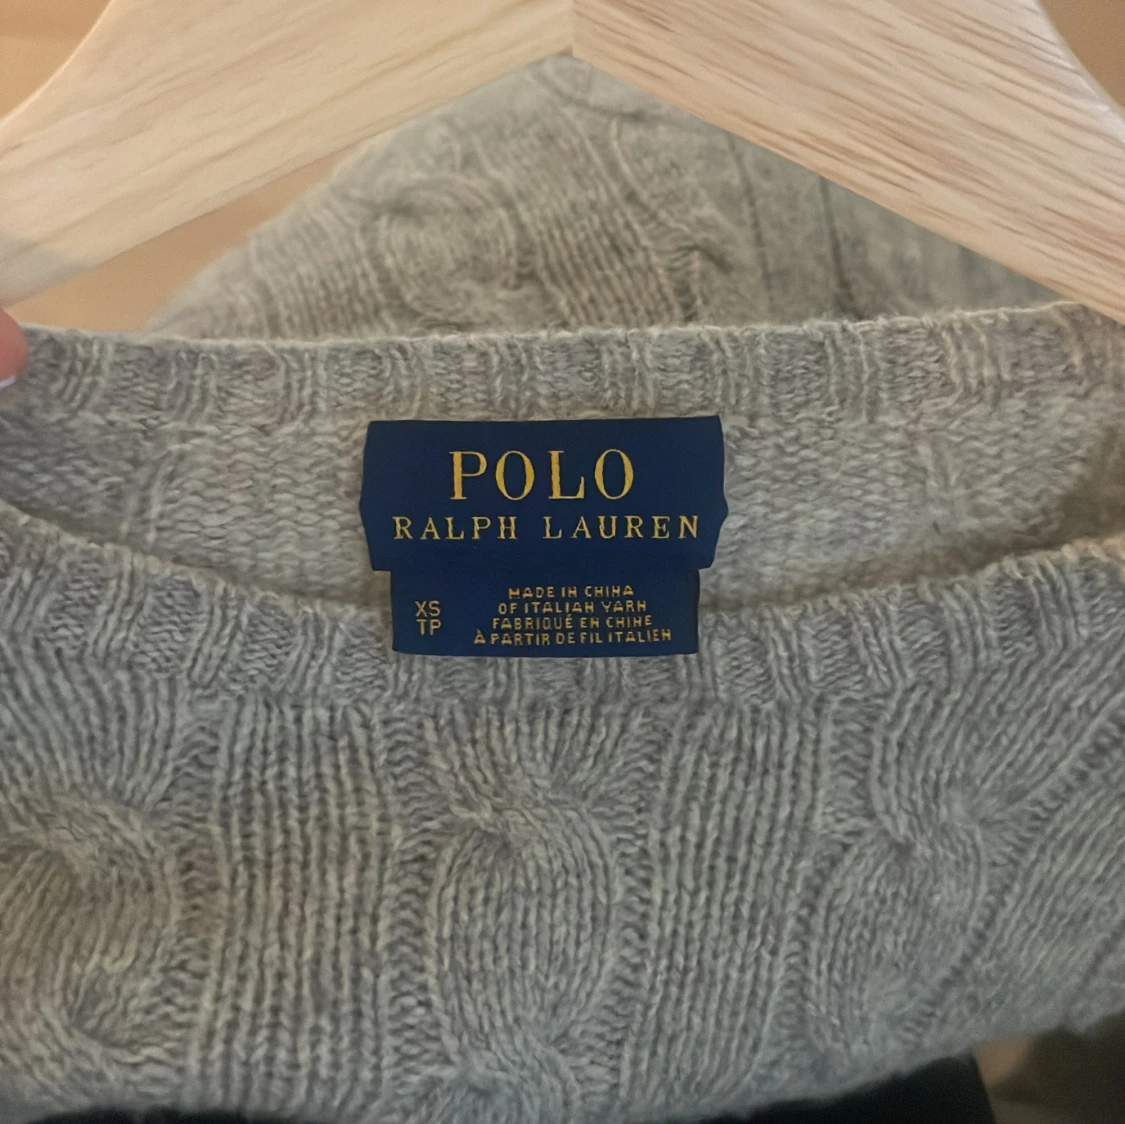 POLO
RALPH LAUREN
XS
TP
MADE IN CHINA
OF ITALIAN YARN
FABRIQUÉ EN CHINE
À PARTIR DE FIL ITALIEN